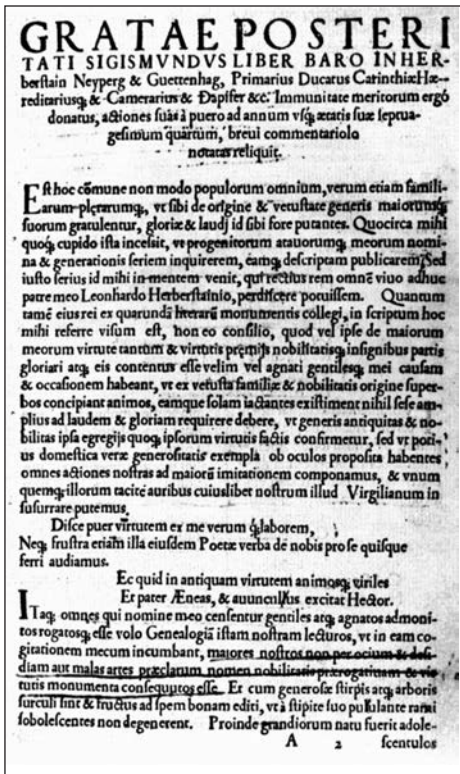 GRATAE POSTERI
TATI SIGISMVNDVS LIBER BARO IN HER-
berstain Neyperg & Guettenhag, Primarius Ducatus Carinthiæ Hæ--
reditariusq́; & Camerarius & Dapifer &c. Immunitate meritorum ergò
donatus, actiones suas à puero ad annum vsq́; ætatis suæ septua-
gesimum quartum, breui commentariolo
notatas reliquit.
Est hoc cõmune non modo populorum omnium, verum etiam famili-
arum plerarumq́;, vt sibi de origine & vetustate generis maiorumq́;
suorum gratulentur, gloriæ & laudj id sibi fore putantes. Quocirca mihi
quoq́; cupido ista incessit, vt progenitorum atauorumq́; meorum nomi-
na & generationis seriem inquirerem, eamq́; descriptam publicarem; Sed
iusto serius id mihi in mentem venit, qui rectius rem omnẽ viuo adhuc
patre meo Leonhardo Herberstainio, perdiscere potuissem. Quantum
tamẽ eius rei ex quarundã literarũ monumentis collegi, in scriptum hoc
mihi referre visum est, non eo consilio, quod vel ipse de maiorum
meorum virtute tantum & virtutis premijs nobilitatisq́; insignibus partis
gloriari atq́; eis contentus esse velim vel agnati gentilesq́; mei causam
& occasionem habeant, vt ex vetusta familiæ & nobilitatis origine super-
bos concipiant animos, eamque solam iactantes existiment nihil sese am-
plius ad laudem & gloriam requirere debere, vt generis antiquitas & no-
bilitas ipsa egregijs quoq́; ipsorum virtutis factis confirmetur, sed vt poti-
us domestica veræ generositatis exempla ob oculos proposita habentes
omnes actiones nostras ad maiorũ imitationem componamus, & vnum
quemq́; illorum tacitè auribus cuiuslibet nostrum illud Virgilianum in
susurrare putemus.
Disce puer virtutem ex me verum q́; laborem,
Neq́; frustra etiam illa eiusdem Poetæ verba de nobis pro se quisque
ferri audiamus.
Ec quid in antiquam virtutem animosq́; viriles
Et pater Æneas, & auunculus excitat Hector.
ITaq́; omnes qui nomine meo censentur gentiles atq́; agnatos admoni-
tos rogatosq́; esse volo Genealogiã istam nostram lecturos, vt in eam co-
gitationem mecum incumbant, maiores nostros non per ocium & desi-
diam aut malas artes præclarum nomen nobilitatis prærogatiuam & vir-
tutis monumenta consequutos esse. Et cum generosæ stirpis atq́; arboris
surculi sint & fructus ad spem bonam editi, vt à stipite suo pullulante rami
sobolescentes non degenerent. Proinde grandiorum natu fuerit adole-
A 2 scentulos